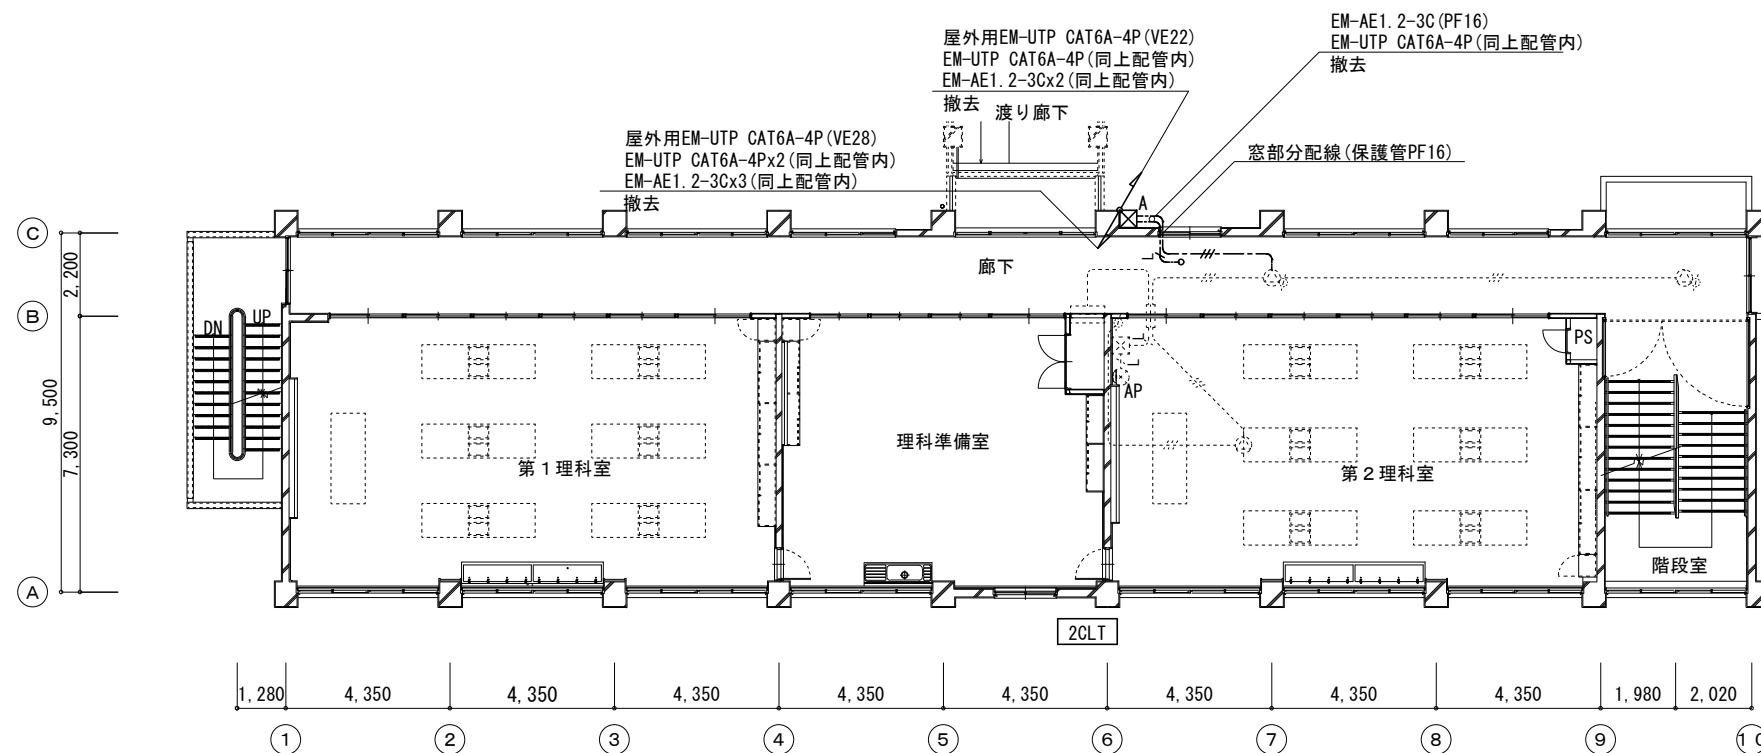 EM-AE1.2-3C(PF16)
EM-UTP CAT6A-4P(同上配管内)
撤去
屋外用EM-UTP CAT6A-4P(VE22)
EM-UTP CAT6A-4P(同上配管内)
EM-AE1.2-3Cx2(同上配管内)
撤去
渡り廊下
屋外用EM-UTP CAT6A-4P(VE28)
EM-UTP CAT6A-4Px2(同上配管内)
EM-AE1.2-3Cx3(同上配管内)
撤去
窓部分配線(保護管PF16)
A
C
2,200
廊下
B
DN
UP
PS
9,500
7,300
AP
理科準備室
第1理科室
第2理科室
階段室
A
2CLT
1,280
4,350
4,350
4,350
4,350
4,350
4,350
4,350
4,350
1,980
2,020
1
2
3
4
5
6
7
8
9
10